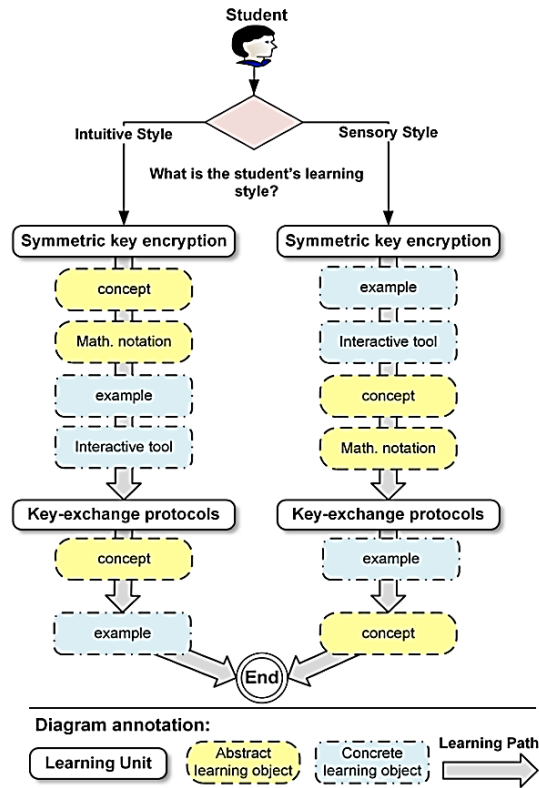 Student
Intuitive Style
Sensory Style
What is the student's learning
style?
Symmetric key encryption
concept
Math. notation
example
Interactive tool
Key-exchange protocols
concept
example
Symmetric key encryption
example
Interactive tool
concept
Math. notation
Key-exchange protocols
example
concept
End
Diagram annotation:
Learning Unit
Abstract
learning object
Concrete
learning object
Learning Path